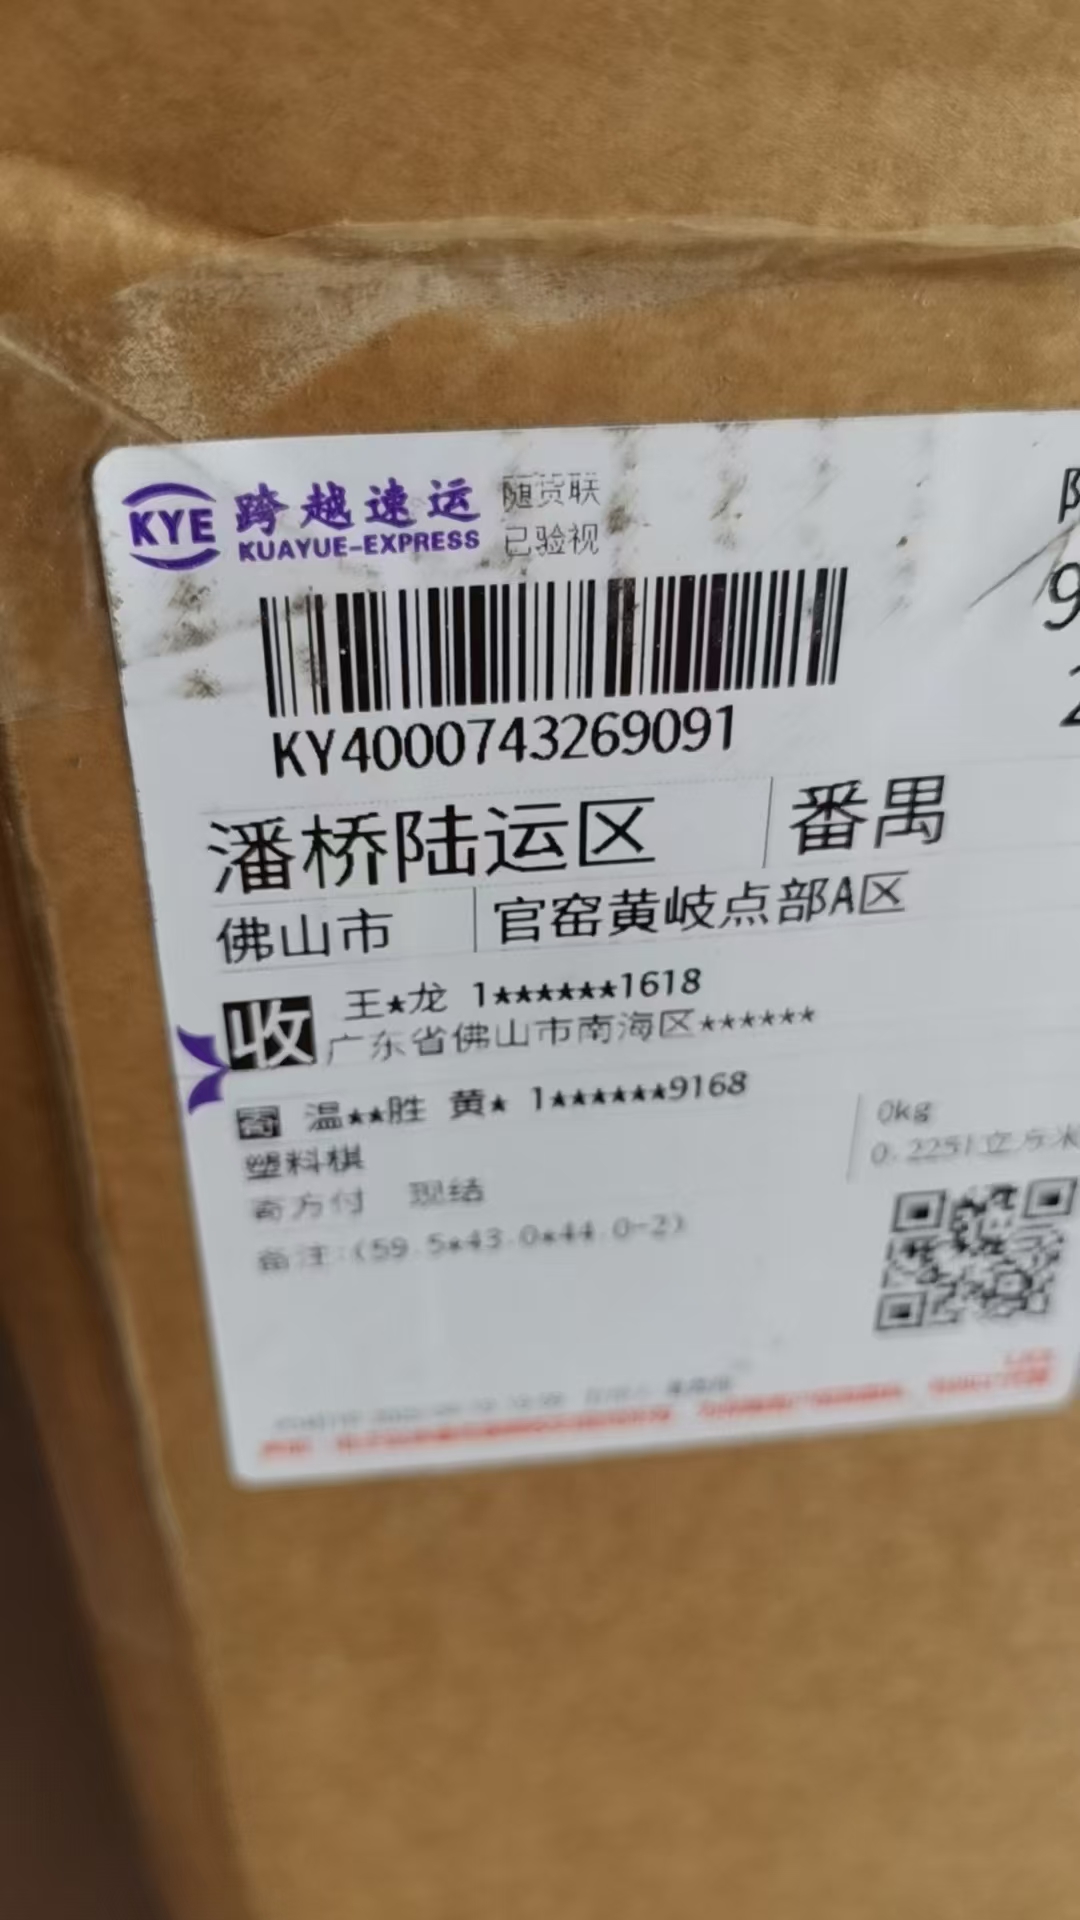 KYE 跨越速运 随货联
KUAYUE-EXPRESS 已验视
9
2
KY4000743269091
潘桥陆运区 番禺
佛山市 官窑黄岐点部A区
收 王★龙 1★★★★★★1618
广东省佛山市南海区★★★★★★
寄 温★★胜 黄★ 1★★★★★★9168
塑料棋 0kg
寄方付 现结 0.2251立方米
备注:(59.5*43.0*44.0-2)